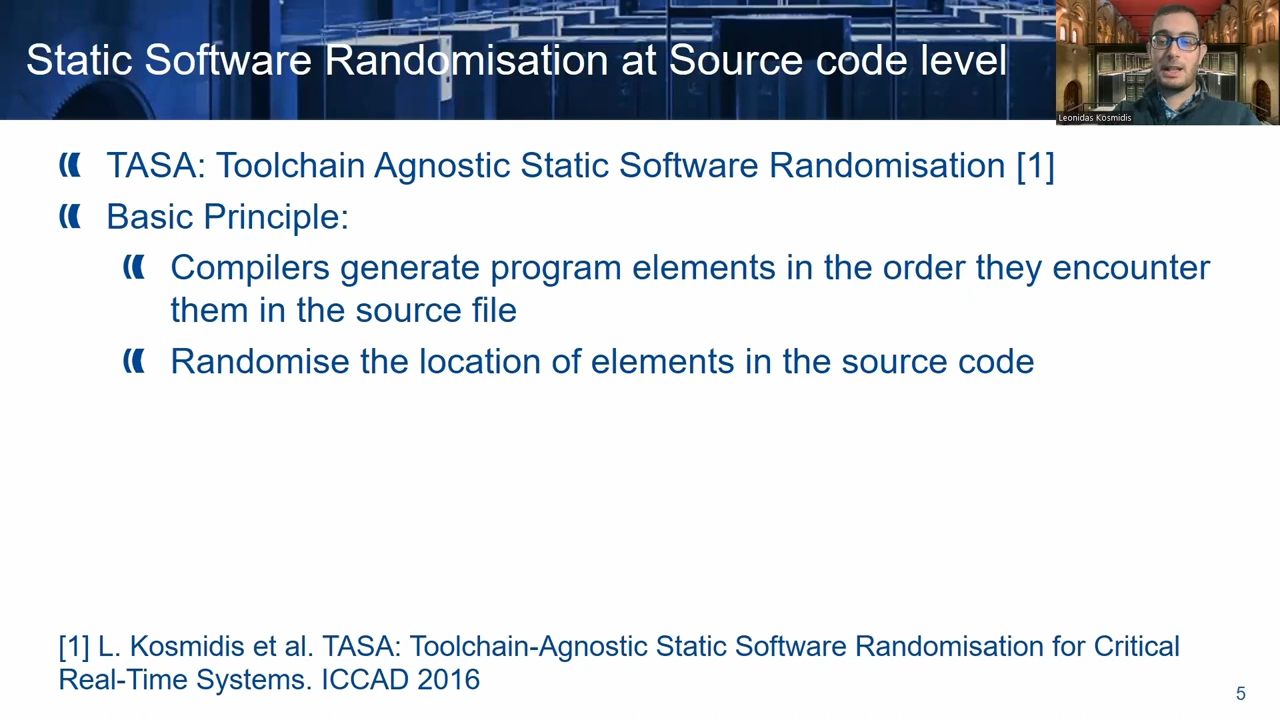 Static Software Randomisation at Source code level
Leonidas Kosmidis
TASA: Toolchain Agnostic Static Software Randomisation [1]
Basic Principle:
Compilers generate program elements in the order they encounter
them in the source file
Randomise the location of elements in the source code
[1] L. Kosmidis et al. TASA: Toolchain-Agnostic Static Software Randomisation for Critical
Real-Time Systems. ICCAD 2016
5